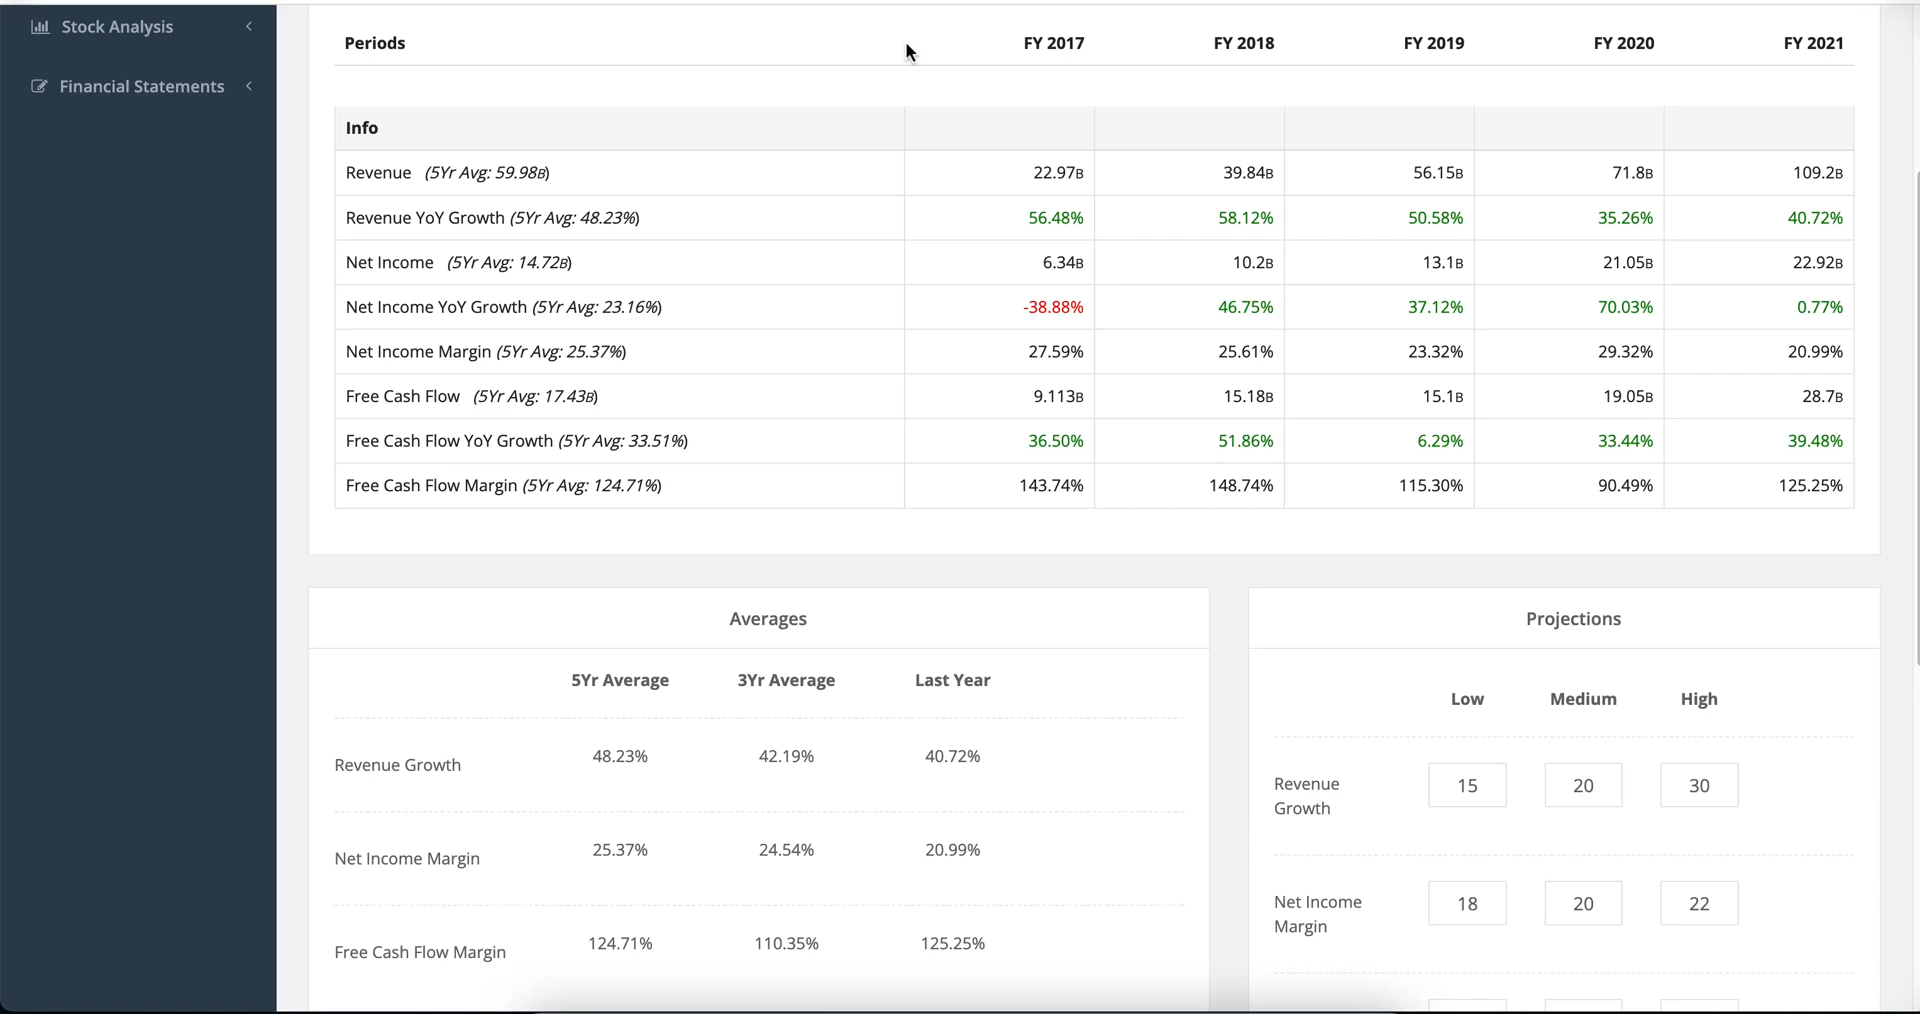 Stock Analysis
Financial Statements
Periods FY 2017 FY 2018 FY 2019 FY 2020 FY 2021
Info
Revenue (5Yr Avg: 59.98B) 22.97B 39.84B 56.15B 71.8B 109.2B
Revenue YoY Growth (5Yr Avg: 48.23%) 56.48% 58.12% 50.58% 35.26% 40.72%
Net Income (5Yr Avg: 14.72B) 6.34B 10.2B 13.1B 21.05B 22.92B
Net Income YoY Growth (5Yr Avg: 23.16%) -38.88% 46.75% 37.12% 70.03% 0.77%
Net Income Margin (5Yr Avg: 25.37%) 27.59% 25.61% 23.32% 29.32% 20.99%
Free Cash Flow (5Yr Avg: 17.43B) 9.113B 15.18B 15.1B 19.05B 28.7B
Free Cash Flow YoY Growth (5Yr Avg: 33.51%) 36.50% 51.86% 6.29% 33.44% 39.48%
Free Cash Flow Margin (5Yr Avg: 124.71%) 143.74% 148.74% 115.30% 90.49% 125.25%
Averages
5Yr Average 3Yr Average Last Year
Revenue Growth 48.23% 42.19% 40.72%
Net Income Margin 25.37% 24.54% 20.99%
Free Cash Flow Margin 124.71% 110.35% 125.25%
Projections
Low Medium High
Revenue
Growth 15 20 30
Net Income
Margin 18 20 22